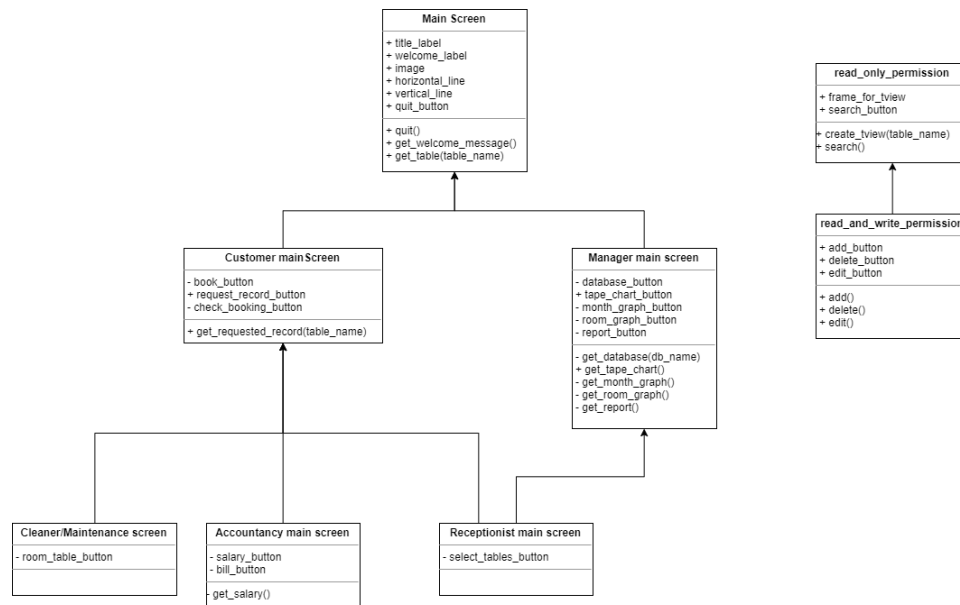 Main Screen
+ title_label
+ welcome_label
+ image
+ horizontal_line
+ vertical_line
+ quit_button
+ quit()
+ get_welcome_message()
+ get_table(table_name)
read_only_permission
+ frame_for_tview
+ search_button
+ create_tview(table_name)
+ search()
read_and_write_permission
+ add_button
+ delete_button
+ edit_button
+ add()
+ delete()
+ edit()
Customer mainScreen
- book_button
+ request_record_button
- check_booking_button
+ get_requested_record(table_name)
Manager main screen
- database_button
+ tape_chart_button
- month_graph_button
- room_graph_button
- report_button
- get_database(db_name)
+ get_tape_chart()
- get_month_graph()
- get_room_graph()
- get_report()
Cleaner/Maintenance screen
- room_table_button
Accountancy main screen
- salary_button
- bill_button
- get_salary()
Receptionist main screen
- select_tables_button